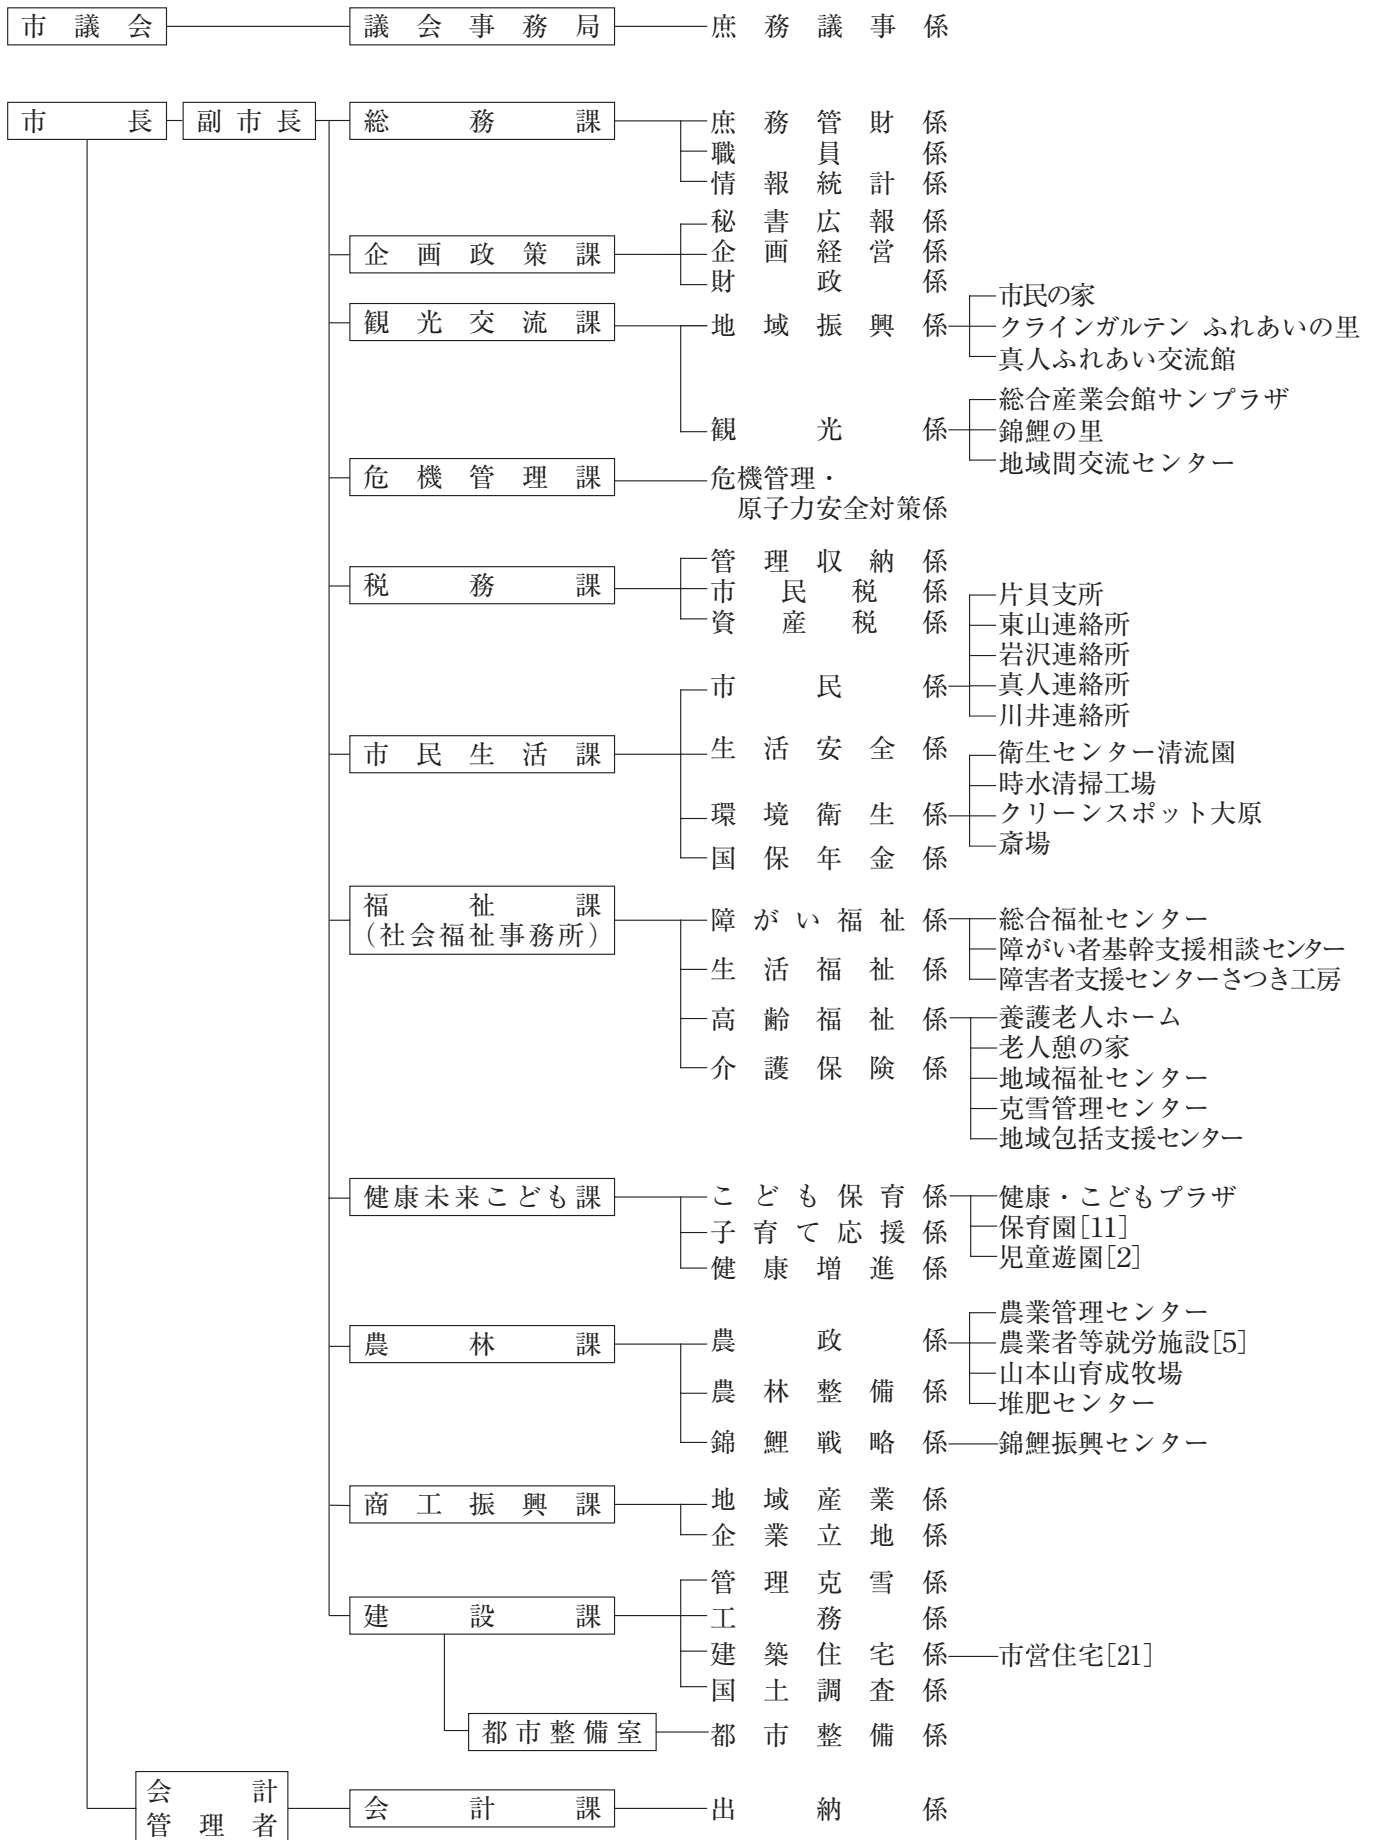 市議会 議会事務局 庶務議事係
市長 副市長 総務課 庶務管財係
職員係
情報統計係
秘書広報係
企画政策課 企画経営係
財政係
市民の家
観光交流課 地域振興係 クラインガルテン ふれあいの里
真人ふれあい交流館
総合産業会館サンプラザ
観光係 錦鯉の里
地域間交流センター
危機管理課 危機管理・
原子力安全対策係
管理収納係
税務課 市民税係
資産税係
片貝支所
東山連絡所
岩沢連絡所
市民係 真人連絡所
川井連絡所
市民生活課 生活安全係
衛生センター清流園
時水清掃工場
環境衛生係 クリーンスポット大原
斎場
国保年金係
福祉課
(社会福祉事務所)
障がい福祉係 総合福祉センター
障がい者基幹支援相談センター
生活福祉係 障害者支援センターさつき工房
高齢福祉係 養護老人ホーム
老人憩の家
介護保険係 地域福祉センター
克雪管理センター
地域包括支援センター
健康未来こども課 こども保育係 健康・こどもプラザ
子育て応援係 保育園[11]
児童遊園[2]
健康増進係
農業管理センター
農林課 農政係 農業者等就労施設[5]
山本山育成牧場
農林整備係 堆肥センター
錦鯉戦略係 錦鯉振興センター
商工振興課 地域産業係
企業立地係
管理克雪係
建設課 工務係
建築住宅係 市営住宅[21]
国土調査係
都市整備室 都市整備係
会計
管理者
会計課 出納係